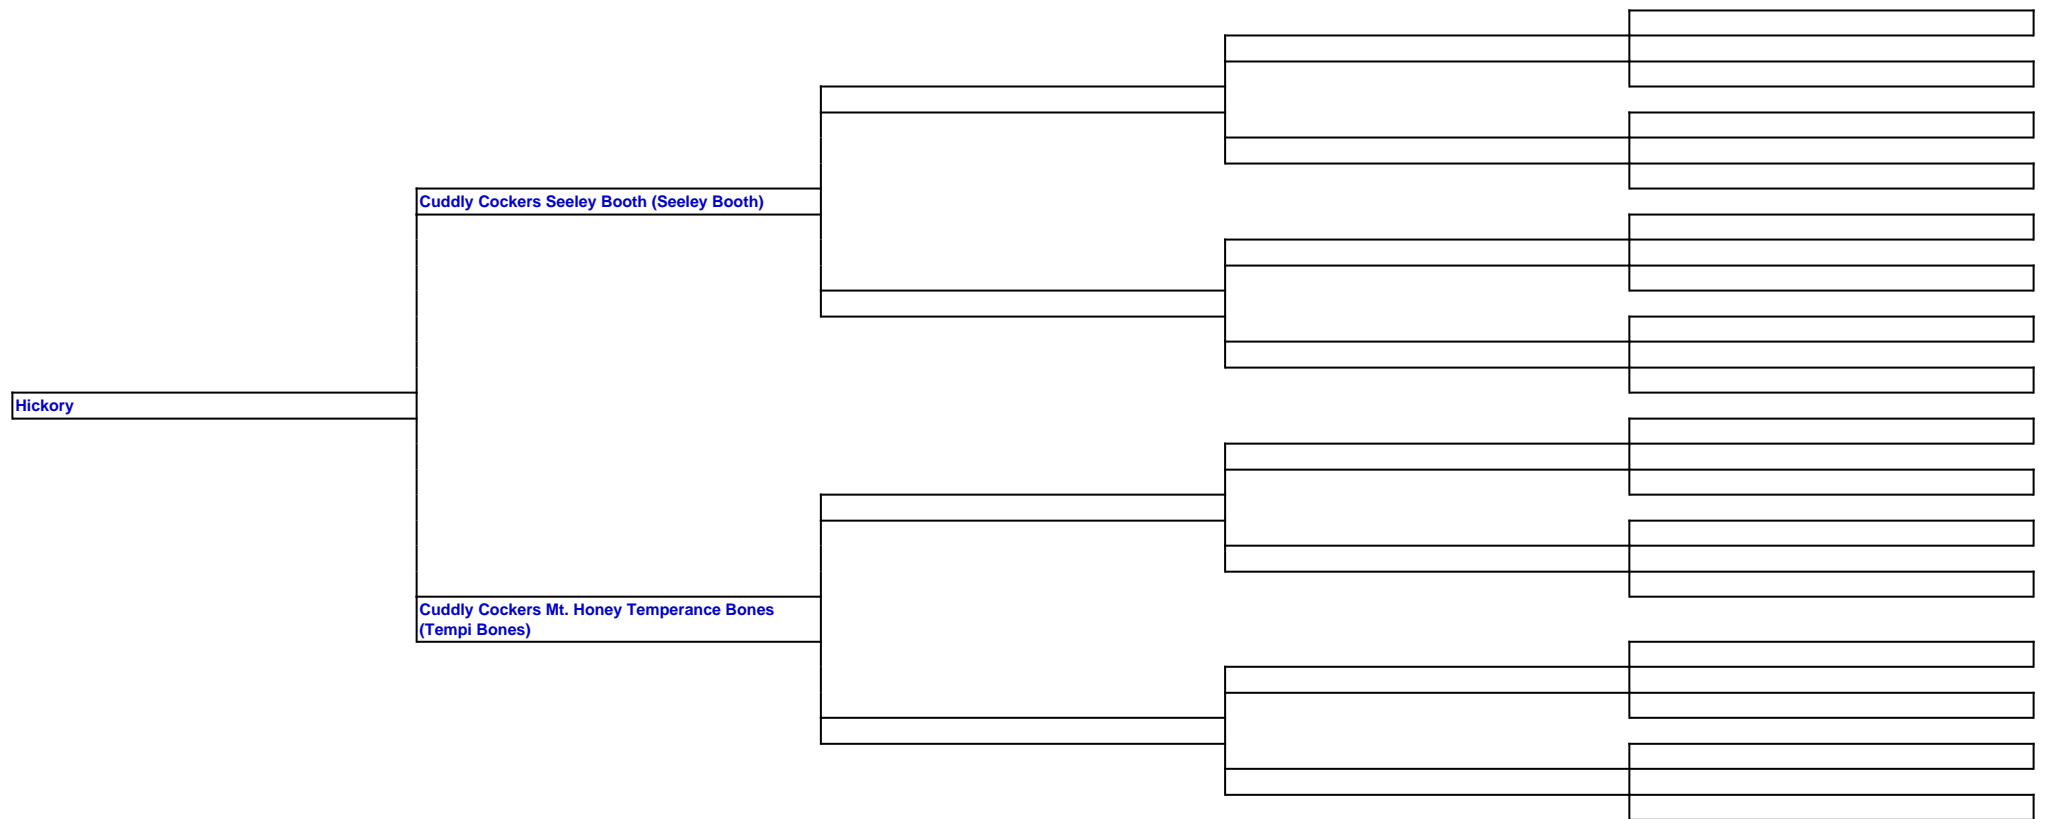 Cuddly Cockers Seeley Booth (Seeley Booth)
Hickory
Cuddly Cockers Mt. Honey Temperance Bones
(Tempi Bones)